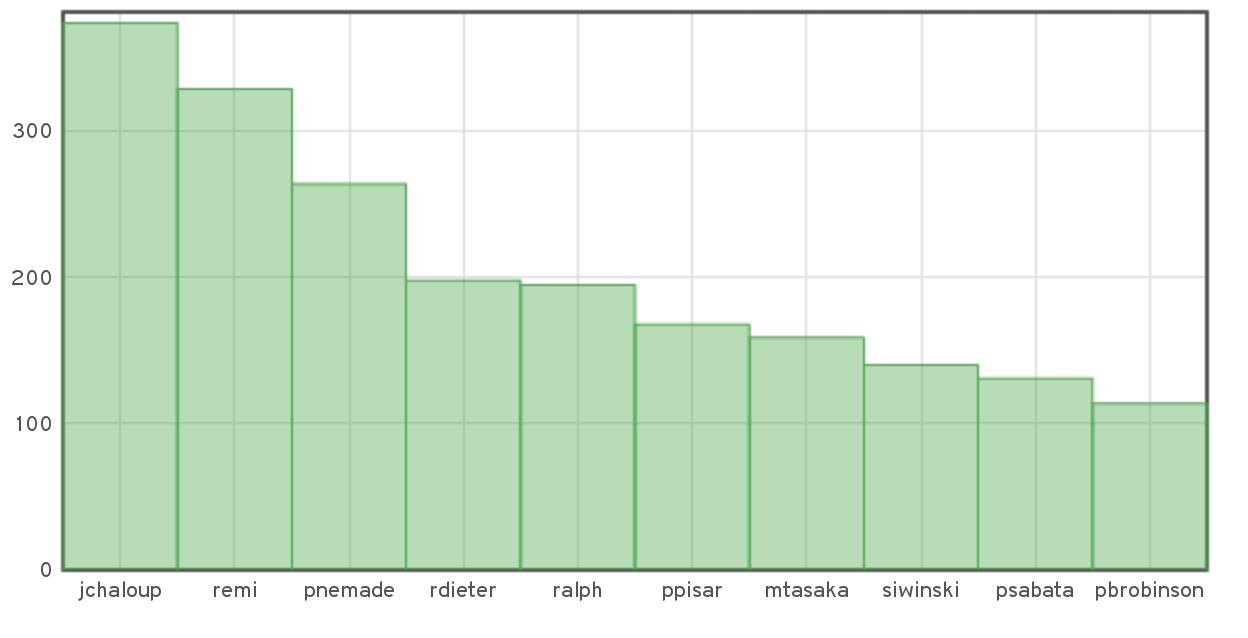 300
200
100
0
jchaloup remi pnemade rdieter ralph ppisar mtasaka siwinski psabata pbrobinson